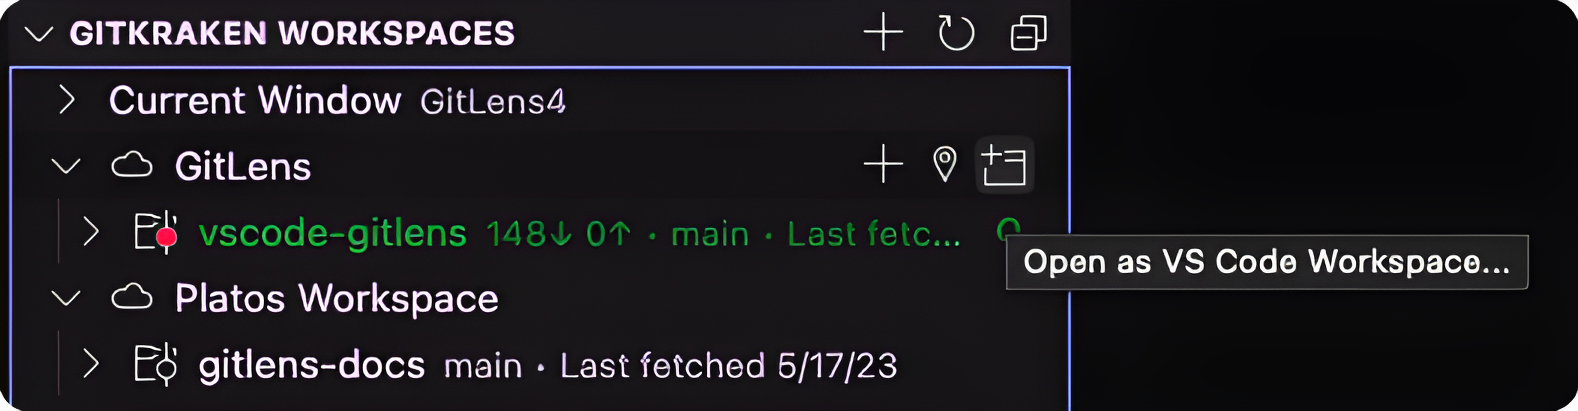 GITKRAKEN WORKSPACES
Current Window GitLens4
GitLens
vscode-gitlens 148↓ 0↑ · main · Last fetc...
Open as VS Code Workspace...
Platos Workspace
gitlens-docs main · Last fetched 5/17/23